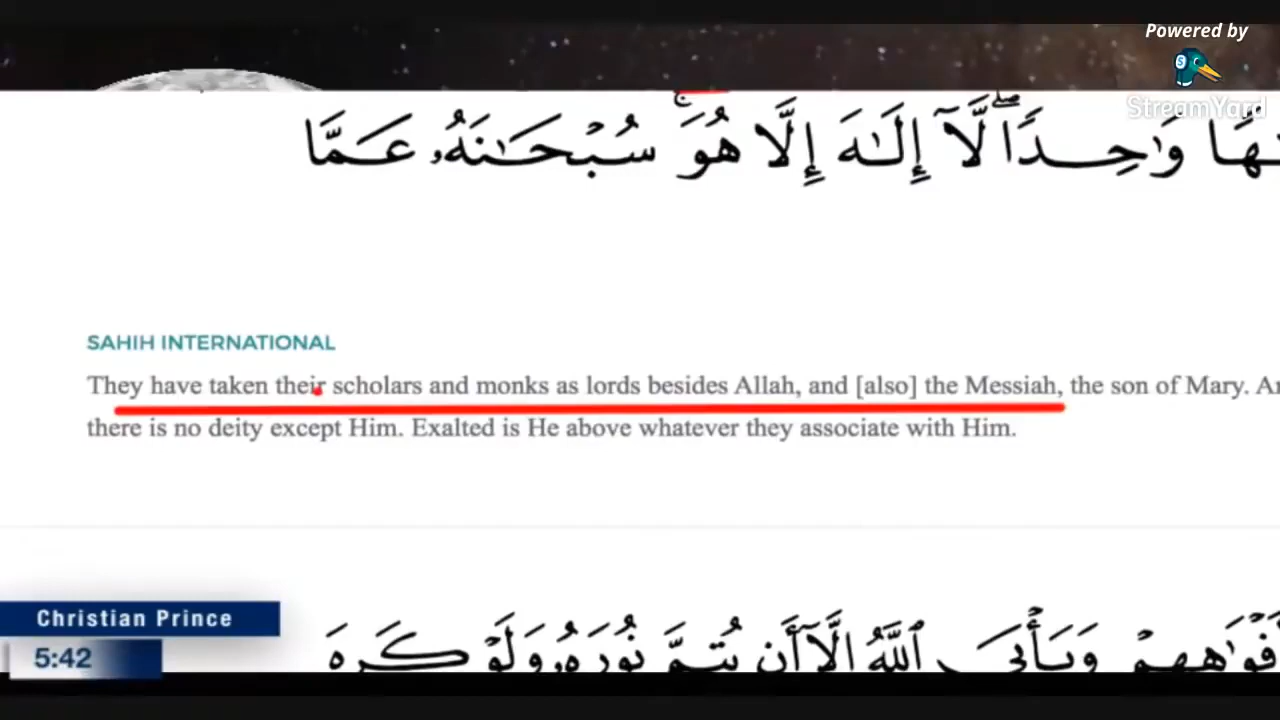 Powered by
StreamYard
وَٰحِدًا ۖ لَّآ إِلَـٰهَ إِلَّا هُوَ ۚ سُبْحَـٰنَهُۥ عَمَّا
SAHIH INTERNATIONAL
They have taken their scholars and monks as lords besides Allah, and [also] the Messiah, the son of Mary.
there is no deity except Him. Exalted is He above whatever they associate with Him.
وَيَأْبَى ٱللَّهُ إِلَّآ أَن يُتِمَّ نُورَهُۥ وَلَوْ كَرِهَ
Christian Prince
5:42